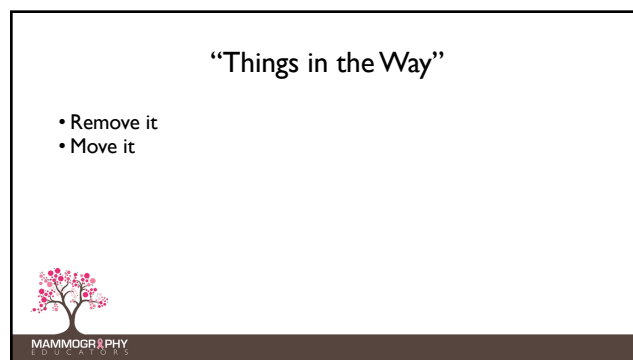 “Things in the Way”
• Remove it
• Move it
MAMMOGRAPHY
EDUCATORS